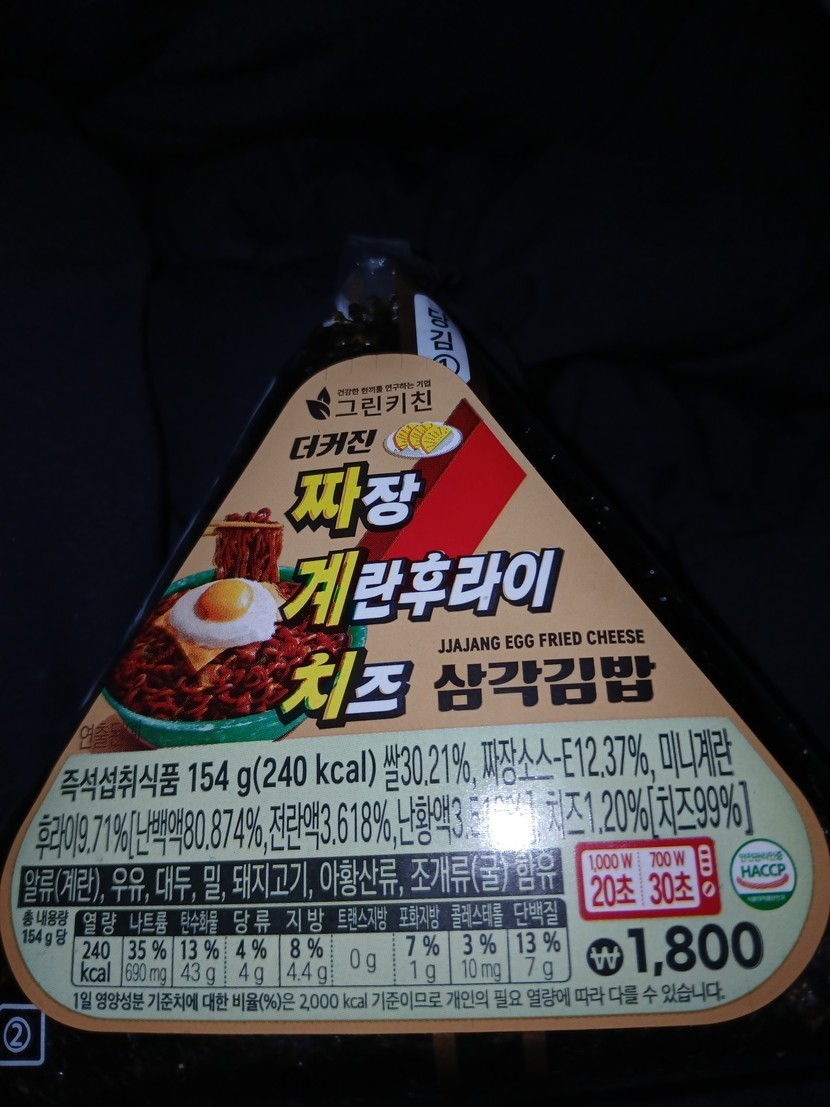 건강한 한끼를 연구하는 기업
그린키친
더커진
짜장
계란후라이
치즈 삼각김밥
JJAJANG EGG FRIED CHEESE
즉석섭취식품 154 g(240 kcal) 쌀30.21%, 짜장소스-E12.37%, 미니계란
후라이9.71%[난백액80.874%,전란액3.618%,난황액 치즈1.20%[치즈99%]
알류(계란), 우유, 대두, 밀, 돼지고기, 아황산류, 조개류(굴) 함유
1,000 W 700 W
20초 30초
HACCP
총 내용량
154 g 당
열량 나트륨 탄수화물 당류 지방 트랜스지방 포화지방 콜레스테롤 단백질
240 35 % 13 % 4 % 8 % 0 g 7 % 3 % 13 %
kcal 690 mg 43 g 4 g 4.4 g 1 g 10 mg 7 g
₩1,800
1일 영양성분 기준치에 대한 비율(%)은 2,000 kcal 기준이므로 개인의 필요 열량에 따라 다를 수 있습니다.
②